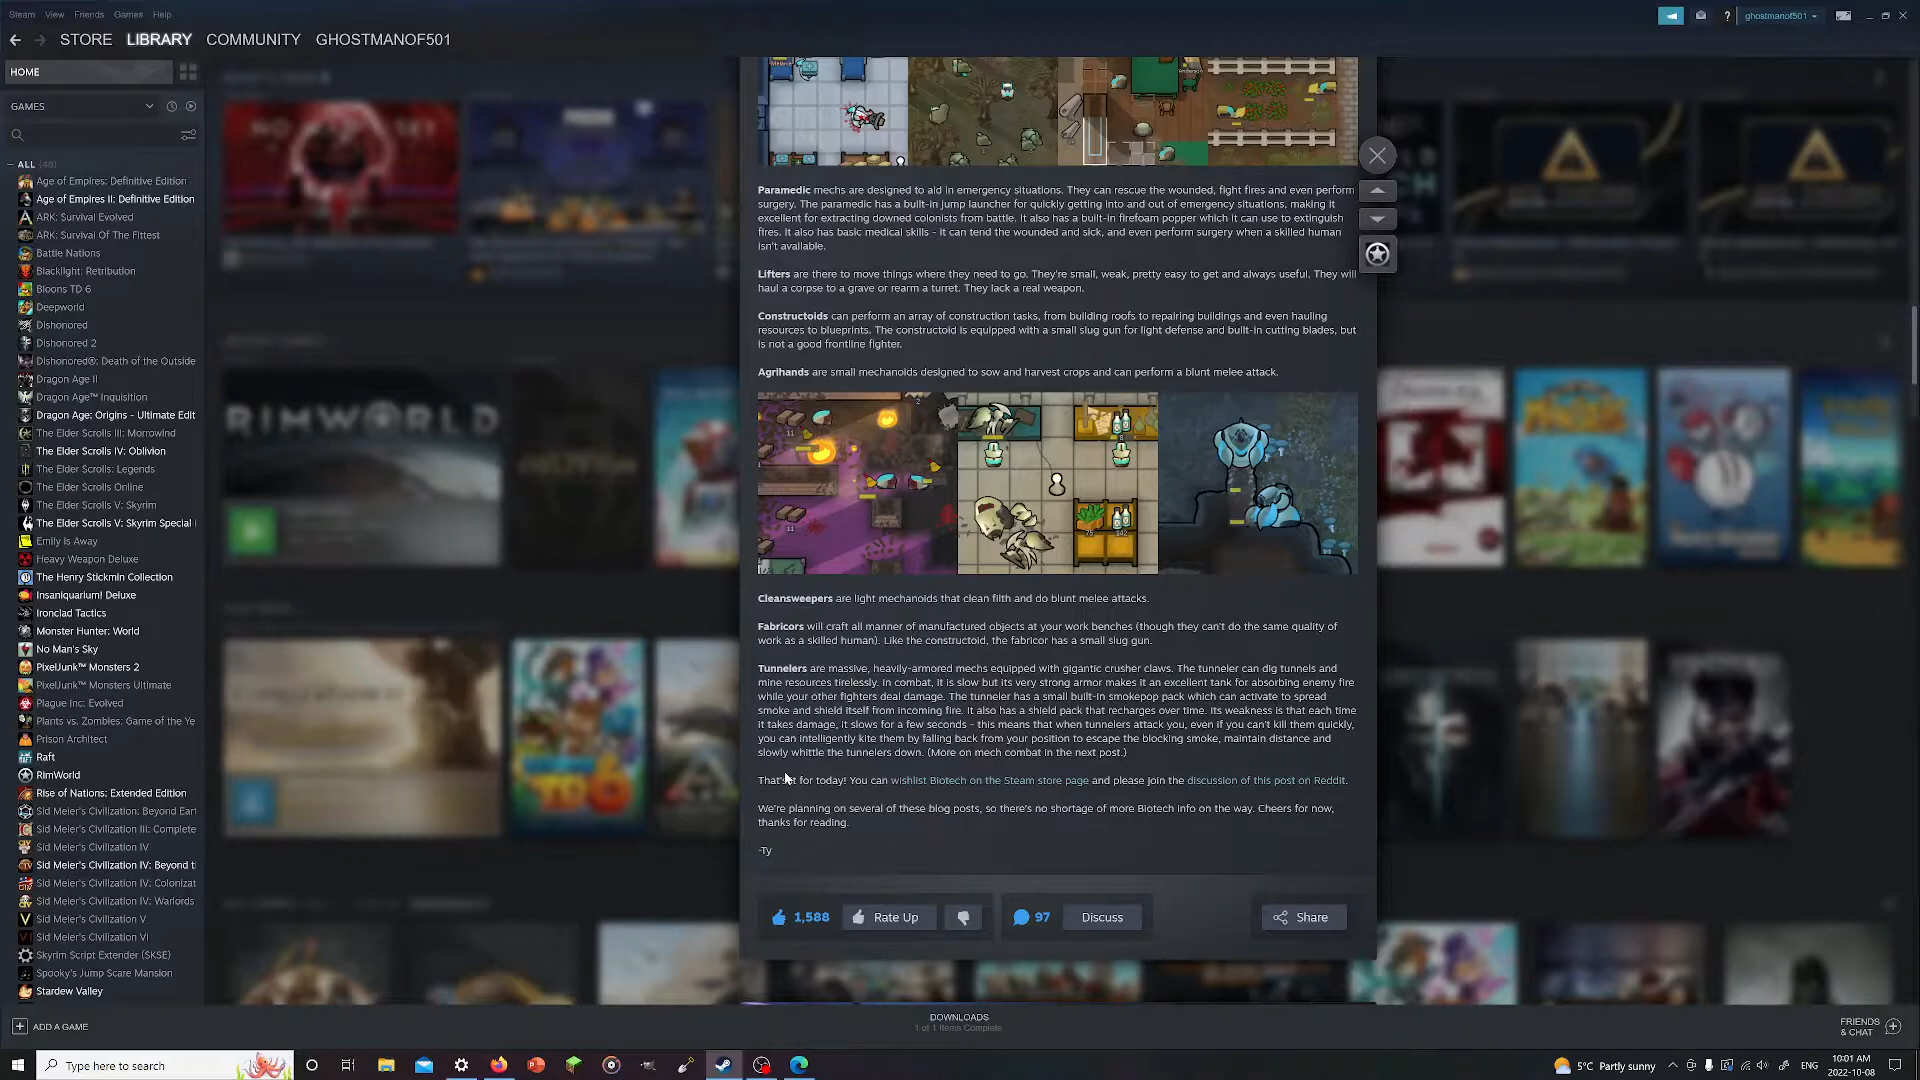 Steam View Friends Games Help
ghostmanof501
STORE LIBRARY COMMUNITY GHOSTMANOF501
HOME
GAMES
ALL (48)
Age of Empires: Definitive Edition
Age of Empires II: Definitive Edition
ARK: Survival Evolved
ARK: Survival Of The Fittest
Battle Nations
Blacklight: Retribution
Bloons TD 6
Deepworld
Dishonored
Dishonored 2
Dishonored®: Death of the Outside
Dragon Age II
Dragon Age™ Inquisition
Dragon Age: Origins - Ultimate Edit
The Elder Scrolls III: Morrowind
The Elder Scrolls IV: Oblivion
The Elder Scrolls: Legends
The Elder Scrolls Online
The Elder Scrolls V: Skyrim
The Elder Scrolls V: Skyrim Special
Emily is Away
Heavy Weapon Deluxe
The Henry Stickmin Collection
Insaniquarium! Deluxe
Ironclad Tactics
Monster Hunter: World
No Man's Sky
PixelJunk™ Monsters 2
PixelJunk™ Monsters Ultimate
Plague Inc: Evolved
Plants vs. Zombies: Game of the Ye
Prison Architect
Raft
RimWorld
Rise of Nations: Extended Edition
Sid Meier's Civilization: Beyond Eart
Sid Meier's Civilization III: Complete
Sid Meier's Civilization IV
Sid Meier's Civilization IV: Beyond t
Sid Meier's Civilization IV: Colonizat
Sid Meier's Civilization IV: Warlords
Sid Meier's Civilization V
Sid Meier's Civilization VI
Skyrim Script Extender (SKSE)
Spooky's Jump Scare Mansion
Stardew Valley
ADD A GAME
NO MAN'S SKY
RIMWORLD
Paramedic mechs are designed to aid in emergency situations. They can rescue the wounded, fight fires and even perform
surgery. The paramedic has a built-in jump launcher for quickly getting into and out of emergency situations, making it
excellent for extracting downed colonists from battle. It also has a built-in firefoam popper which it can use to extinguish
fires. It also has basic medical skills - it can tend the wounded and sick, and even perform surgery when a skilled human
isn't available.
Lifters are there to move things where they need to go. They're small, weak, pretty easy to get and always useful. They will
haul a corpse to a grave or rearm a turret. They lack a real weapon.
Constructoids can perform an array of construction tasks, from building roofs to repairing buildings and even hauling
resources to blueprints. The constructoid is equipped with a small slug gun for light defense and built-in cutting blades, but
is not a good frontline fighter.
Agrihands are small mechanoids designed to sow and harvest crops and can perform a blunt melee attack.
11
11
2
8
75
142
Cleansweepers are light mechanoids that clean filth and do blunt melee attacks.
Fabricors will craft all manner of manufactured objects at your work benches (though they can't do the same quality of
work as a skilled human). Like the constructoid, the fabricor has a small slug gun.
Tunnelers are massive, heavily-armored mechs equipped with gigantic crusher claws. The tunneler can dig tunnels and
mine resources tirelessly. In combat, it is slow but its very strong armor makes it an excellent tank for absorbing enemy fire
while your other fighters deal damage. The tunneler has a small built-in smokepop pack which can activate to spread
smoke and shield itself from incoming fire. It also has a shield pack that recharges over time. Its weakness is that each time
it takes damage, it slows for a few seconds - this means that when tunnelers attack you, even if you can't kill them quickly,
you can intelligently kite them by falling back from your position to escape the blocking smoke, maintain distance and
slowly whittle the tunnelers down. (More on mech combat in the next post.)
That's it for today! You can wishlist Biotech on the Steam store page and please join the discussion of this post on Reddit.
We're planning on several of these blog posts, so there's no shortage of more Biotech info on the way. Cheers for now,
thanks for reading.
-Ty
1,588 Rate Up 97 Discuss Share
DOWNLOADS
1 of 1 Items Complete
FRIENDS
& CHAT
Type here to search
5°C Partly sunny
ENG
10:01 AM
2022-10-08